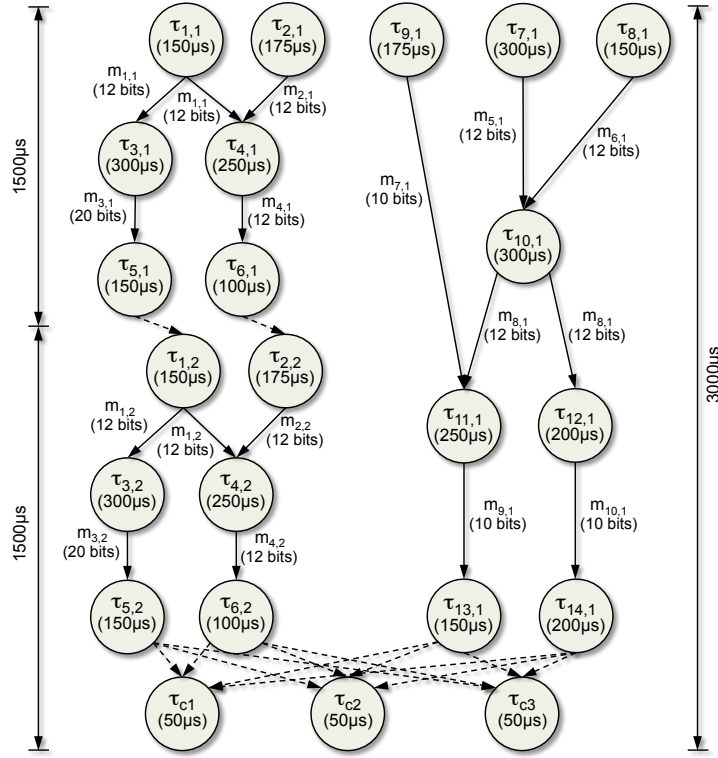 τ1,1
(150μs)
τ2,1
(175μs)
τ9,1
(175μs)
τ7,1
(300μs)
τ8,1
(150μs)
m1,1
(12 bits)
m1,1
(12 bits)
m2,1
(12 bits)
m5,1
(12 bits)
m6,1
(12 bits)
τ3,1
(300μs)
τ4,1
(250μs)
m7,1
(10 bits)
1500μs
m3,1
(20 bits)
m4,1
(12 bits)
τ10,1
(300μs)
τ5,1
(150μs)
τ6,1
(100μs)
m8,1
(12 bits)
m8,1
(12 bits)
τ1,2
(150μs)
τ2,2
(175μs)
3000μs
m1,2
(12 bits)
m1,2
(12 bits)
m2,2
(12 bits)
τ11,1
(250μs)
τ12,1
(200μs)
τ3,2
(300μs)
τ4,2
(250μs)
1500μs
m3,2
(20 bits)
m4,2
(12 bits)
m9,1
(10 bits)
m10,1
(10 bits)
τ5,2
(150μs)
τ6,2
(100μs)
τ13,1
(150μs)
τ14,1
(200μs)
τc1
(50μs)
τc2
(50μs)
τc3
(50μs)